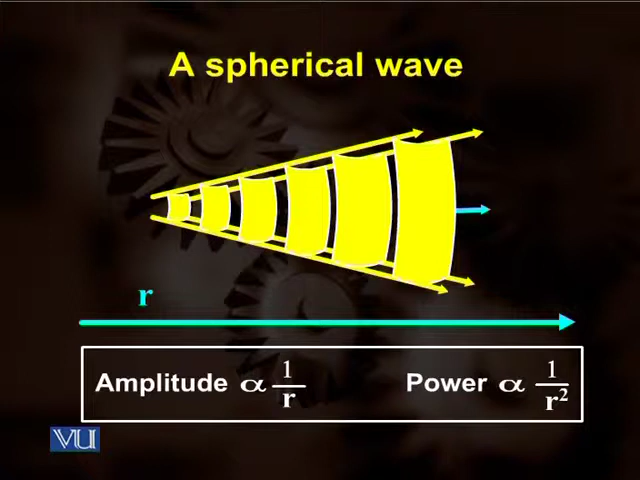 A spherical wave
r
Amplitude ∝ 1/r Power ∝ 1/r²
VU